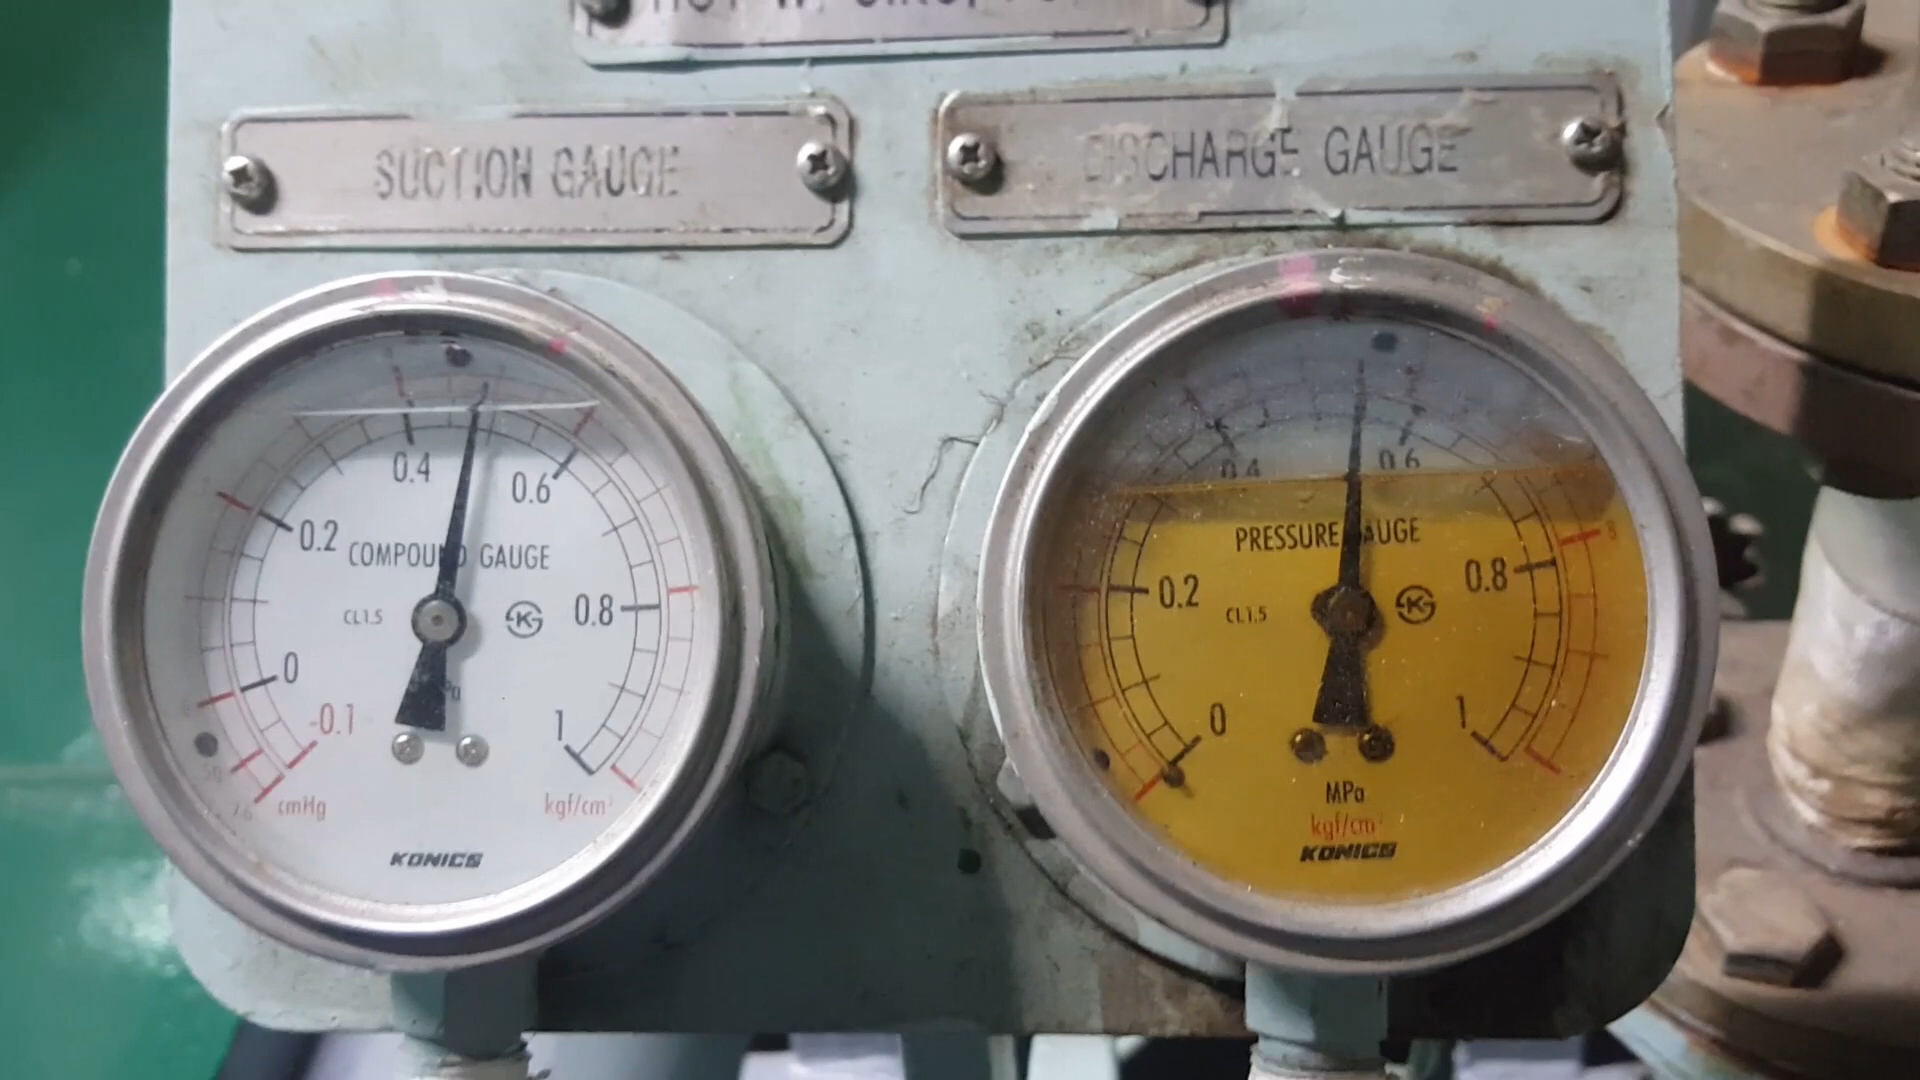 SUCTION GAUGE
DISCHARGE GAUGE
0.4
0.6
0.2
COMPOUND GAUGE
CL1.5
0.8
0
-0.1
1
76
cmHg
kgf/cm²
KONICS
0.4
0.6
PRESSURE GAUGE
0.8
8
0.2
CL1.5
0
1
MPa
kgf/cm²
KONICS